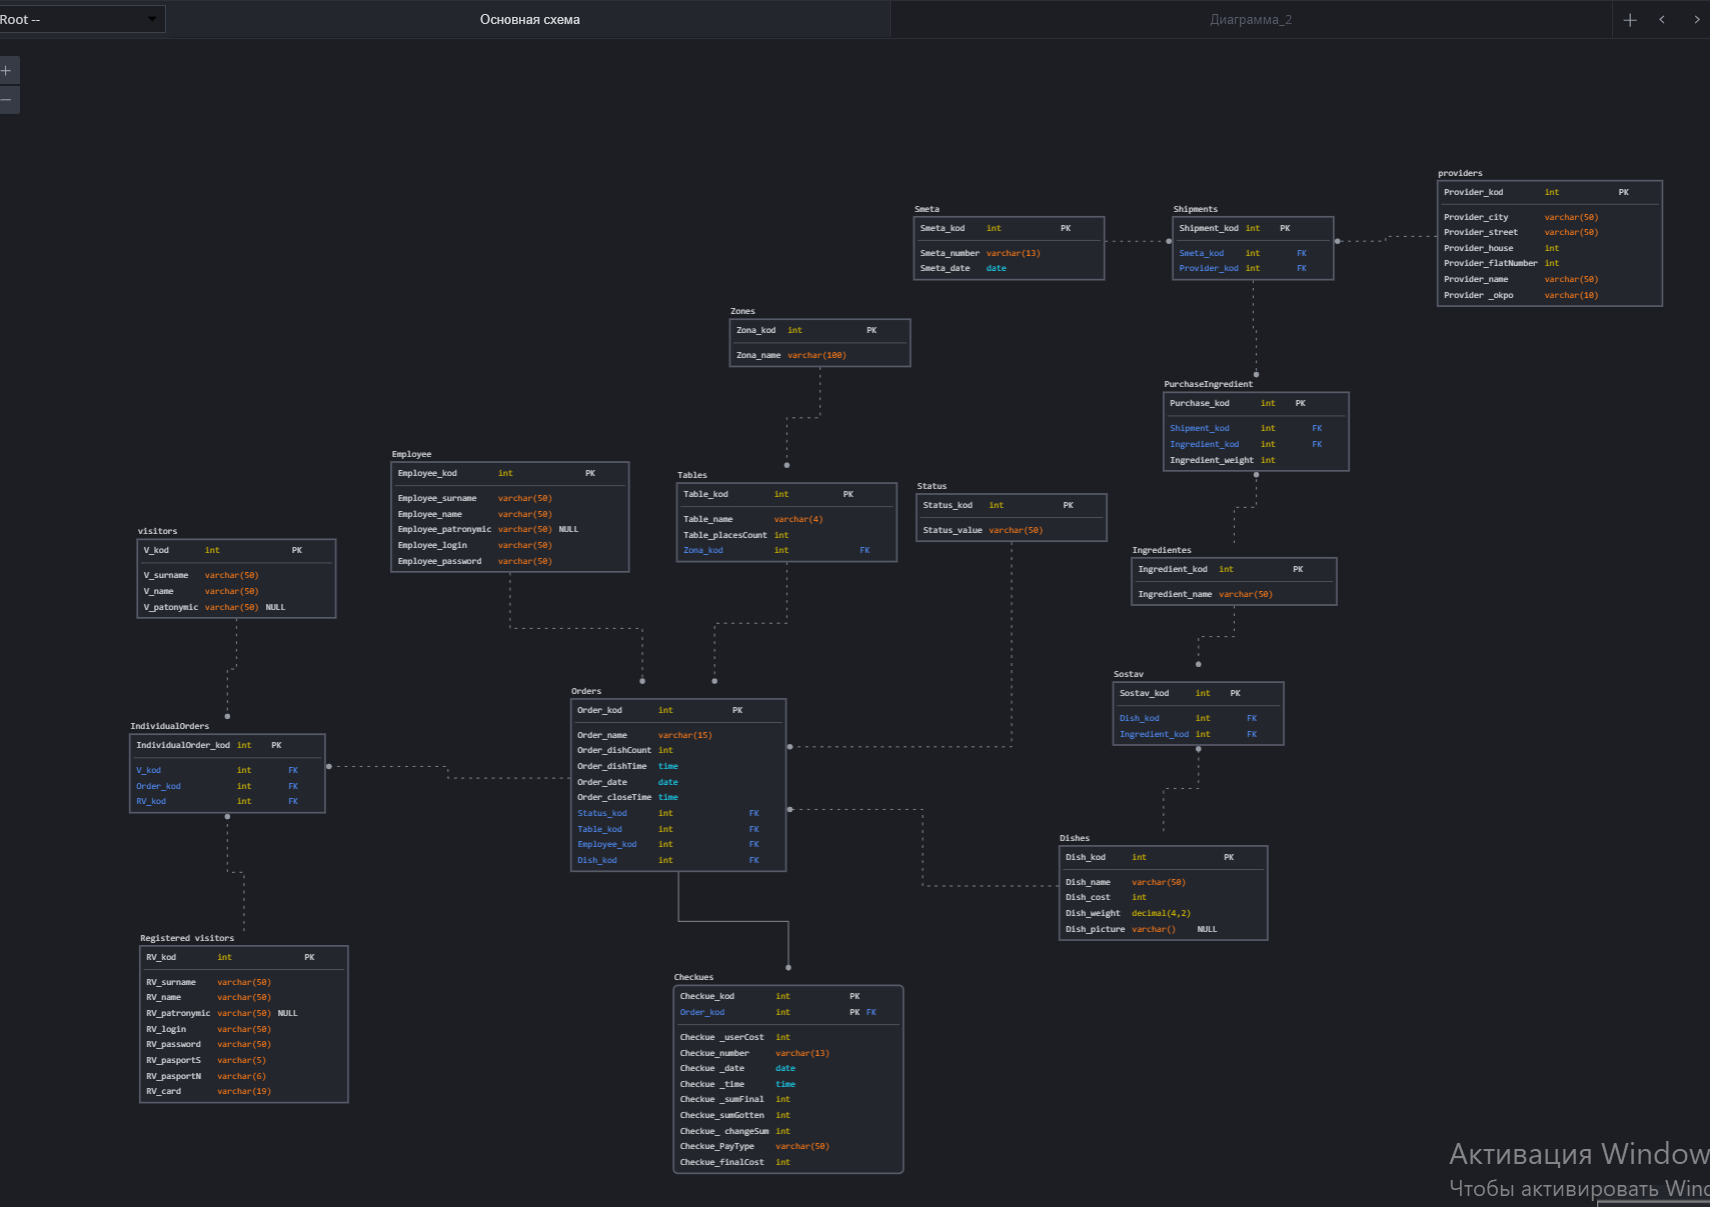 Root --
Основная схема
Диаграмма_2
providers
Provider_kod int PK
Provider_city varchar(50)
Provider_street varchar(50)
Provider_house int
Provider_flatNumber int
Provider_name varchar(50)
Provider _okpo varchar(10)
Smeta
Smeta_kod int PK
Smeta_number varchar(13)
Smeta_date date
Shipments
Shipment_kod int PK
Smeta_kod int FK
Provider_kod int FK
Zones
Zona_kod int PK
Zona_name varchar(100)
PurchaseIngredient
Purchase_kod int PK
Shipment_kod int FK
Ingredient_kod int FK
Ingredient_weight int
Employee
Employee_kod int PK
Employee_surname varchar(50)
Employee_name varchar(50)
Employee_patronymic varchar(50) NULL
Employee_login varchar(50)
Employee_password varchar(50)
Tables
Table_kod int PK
Table_name varchar(4)
Table_placesCount int
Zona_kod int FK
Status
Status_kod int PK
Status_value varchar(50)
visitors
V_kod int PK
V_surname varchar(50)
V_name varchar(50)
V_patonymic varchar(50) NULL
Ingredientes
Ingredient_kod int PK
Ingredient_name varchar(50)
Sostav
Sostav_kod int PK
Dish_kod int FK
Ingredient_kod int FK
Orders
Order_kod int PK
Order_name varchar(15)
Order_dishCount int
Order_dishTime time
Order_date date
Order_closeTime time
Status_kod int FK
Table_kod int FK
Employee_kod int FK
Dish_kod int FK
IndividualOrders
IndividualOrder_kod int PK
V_kod int FK
Order_kod int FK
RV_kod int FK
Dishes
Dish_kod int PK
Dish_name varchar(50)
Dish_cost int
Dish_weight decimal(4,2)
Dish_picture varchar() NULL
Registered visitors
RV_kod int PK
RV_surname varchar(50)
RV_name varchar(50)
RV_patronymic varchar(50) NULL
RV_login varchar(50)
RV_password varchar(50)
RV_pasportS varchar(5)
RV_pasportN varchar(6)
RV_card varchar(19)
Checkues
Checkue_kod int PK
Order_kod int PK FK
Checkue _userCost int
Checkue_number varchar(13)
Checkue _date date
Checkue _time time
Checkue _sumFinal int
Checkue_sumGotten int
Checkue_ changeSum int
Checkue_PayType varchar(50)
Checkue_finalCost int
Активация Window
Чтобы активировать Wind